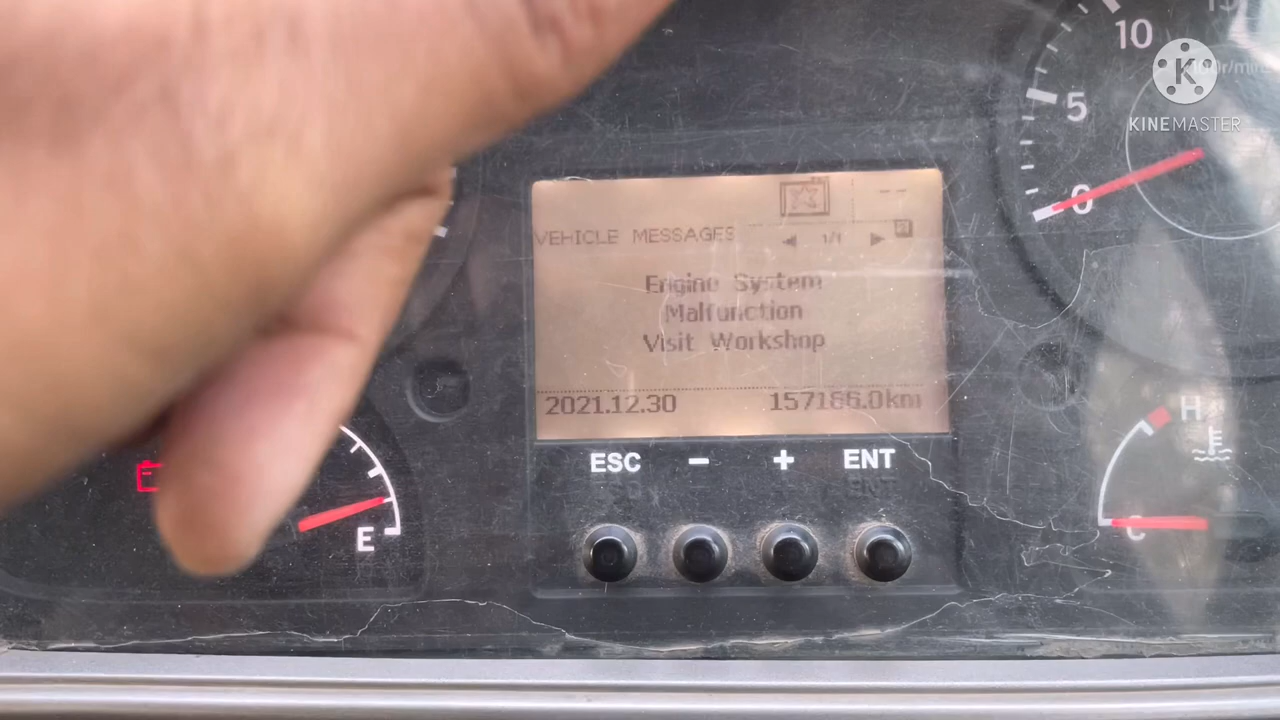 15
10
5
0
KINEMASTER
VEHICLE MESSAGES
1/1
Engine System
Malfunction
Visit Workshop
2021.12.30 157186.0km
ESC - + ENT
H
E
E
C